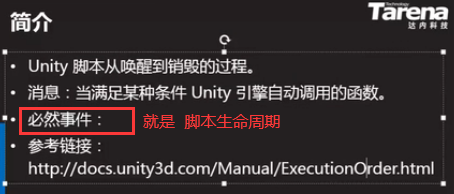 简介
Technology
Tarena
达内科技
• Unity 脚本从唤醒到销毁的过程。
• 消息：当满足某种条件 Unity 引擎自动调用的函数。
• 必然事件： 就是 脚本生命周期
• 参考链接：
http://docs.unity3d.com/Manual/ExecutionOrder.html